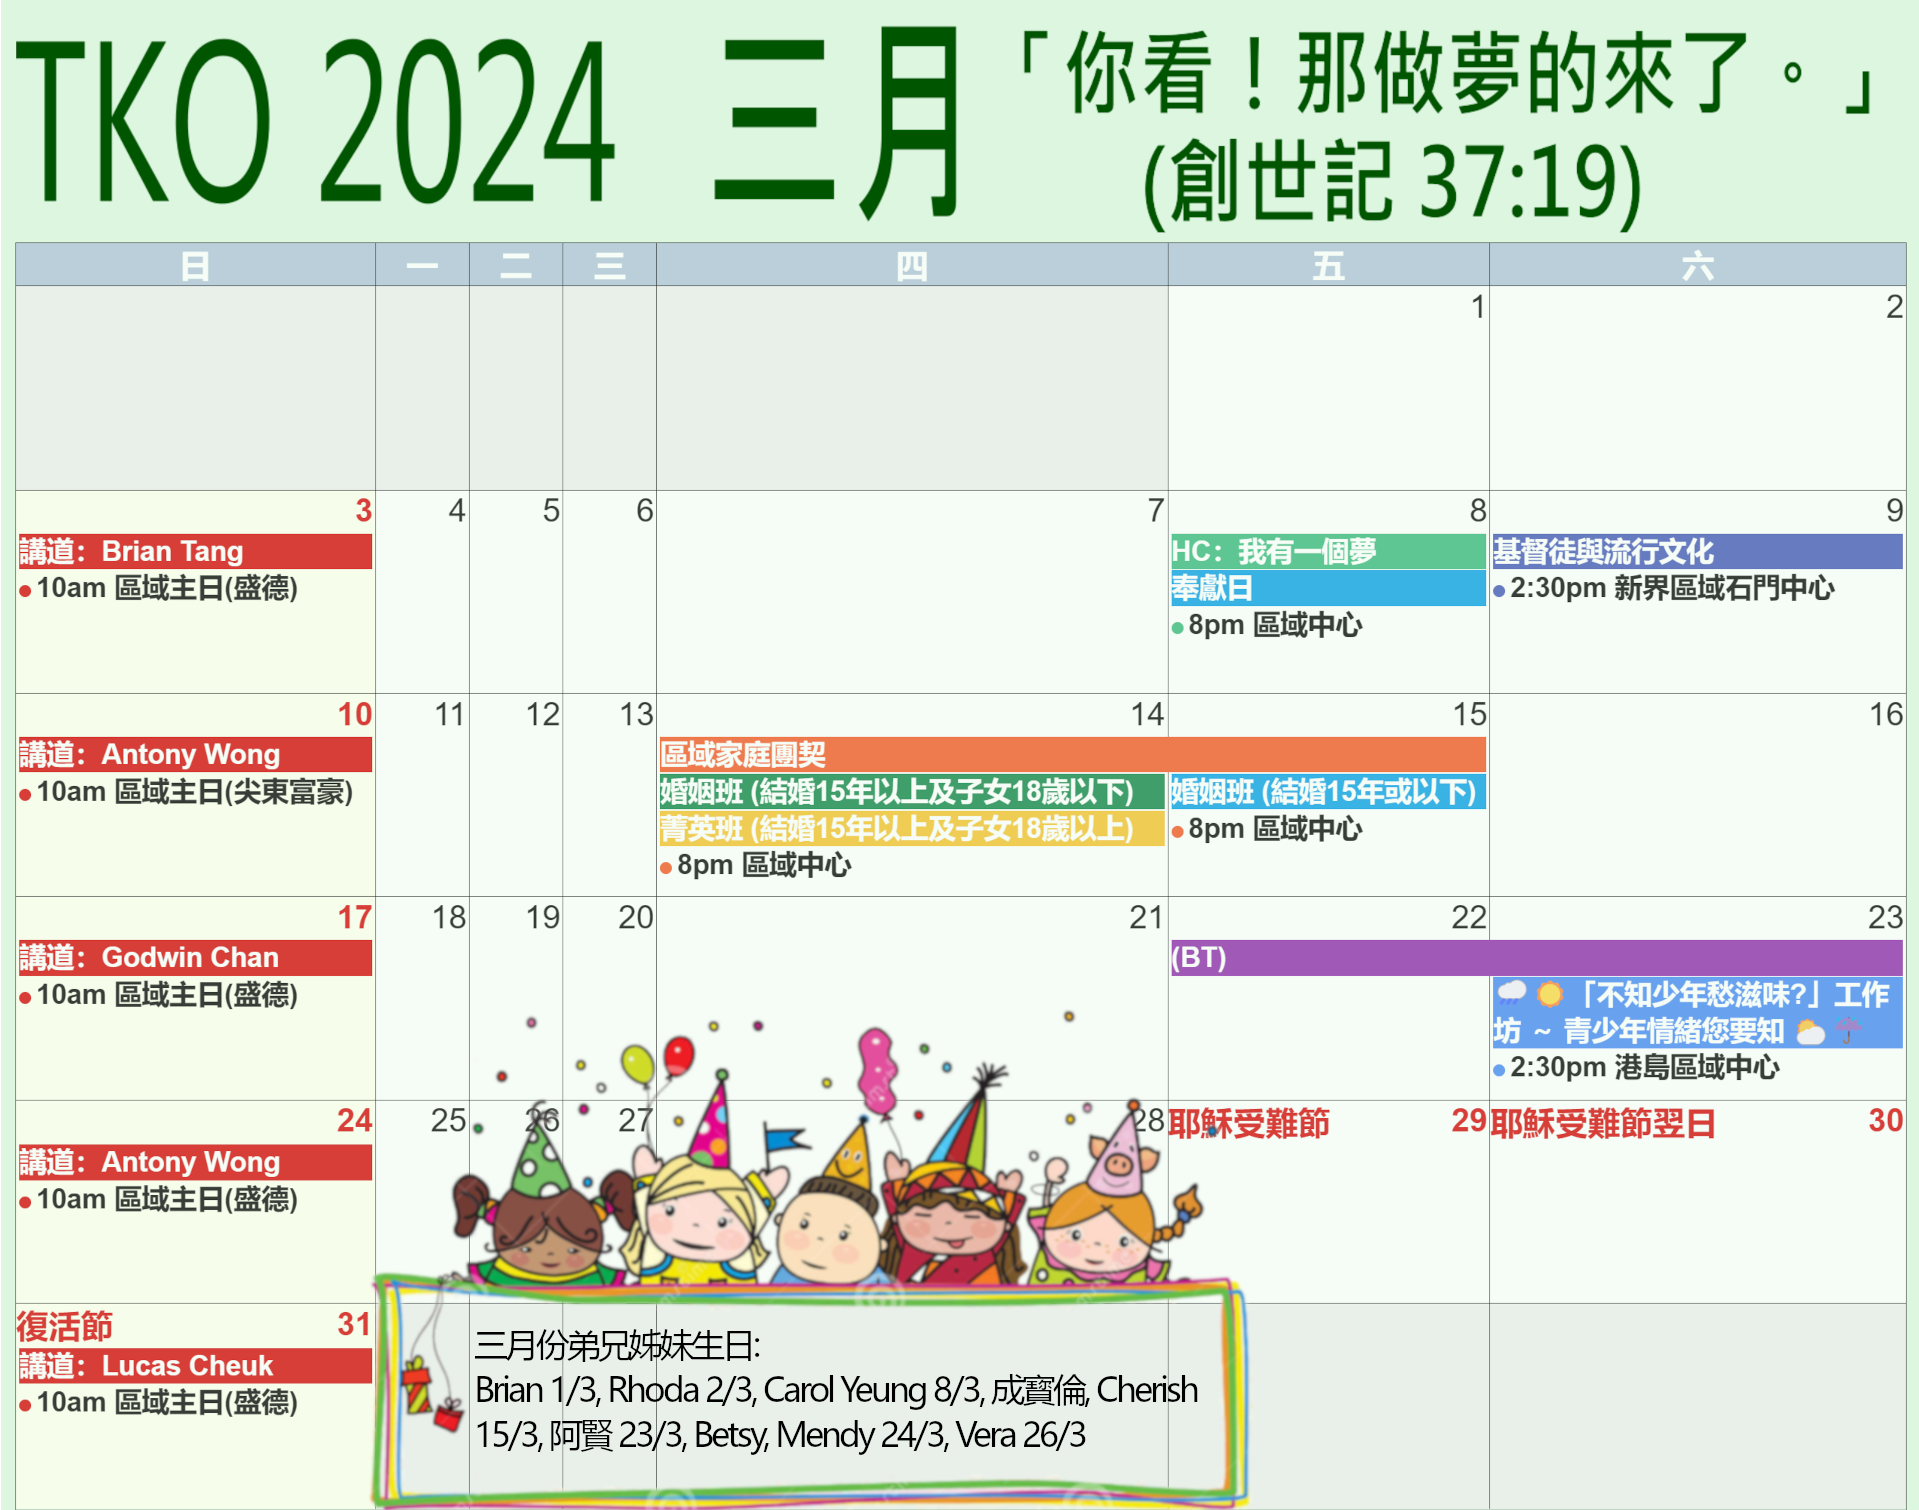 TKO 2024 三月
「你看！那做夢的來了。」
(創世記 37:19)
日 一 二 三 四 五 六
1 2
3 4 5 6 7 8 9
講道：Brian Tang
10am 區域主日(盛德)
HC：我有一個夢
奉獻日
8pm 區域中心
基督徒與流行文化
2:30pm 新界區域石門中心
10 11 12 13 14 15 16
講道：Antony Wong
10am 區域主日(尖東富豪)
區域家庭團契
婚姻班 (結婚15年以上及子女18歲以下)
菁英班 (結婚15年以上及子女18歲以上)
8pm 區域中心
婚姻班 (結婚15年或以下)
8pm 區域中心
17 18 19 20 21 22 23
講道：Godwin Chan
10am 區域主日(盛德)
(BT)
「不知少年愁滋味?」工作
坊 ~ 青少年情緒您要知
2:30pm 港島區域中心
24 25 26 27 28 耶穌受難節 29 耶穌受難節翌日 30
講道：Antony Wong
10am 區域主日(盛德)
復活節 31
講道：Lucas Cheuk
10am 區域主日(盛德)
三月份弟兄姊妹生日:
Brian 1/3, Rhoda 2/3, Carol Yeung 8/3, 成寳倫, Cherish
15/3, 阿賢 23/3, Betsy, Mendy 24/3, Vera 26/3